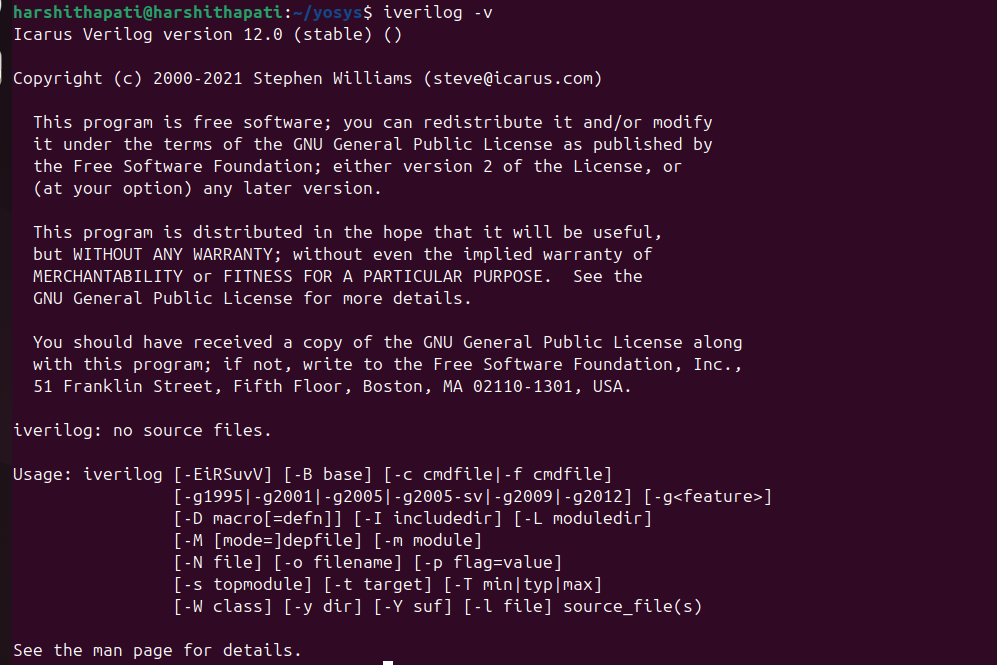 harshithapati@harshithapati:~/yosys$ iverilog -v
Icarus Verilog version 12.0 (stable) ()

Copyright (c) 2000-2021 Stephen Williams (steve@icarus.com)

  This program is free software; you can redistribute it and/or modify
  it under the terms of the GNU General Public License as published by
  the Free Software Foundation; either version 2 of the License, or
  (at your option) any later version.

  This program is distributed in the hope that it will be useful,
  but WITHOUT ANY WARRANTY; without even the implied warranty of
  MERCHANTABILITY or FITNESS FOR A PARTICULAR PURPOSE.  See the
  GNU General Public License for more details.

  You should have received a copy of the GNU General Public License along
  with this program; if not, write to the Free Software Foundation, Inc.,
  51 Franklin Street, Fifth Floor, Boston, MA 02110-1301, USA.

iverilog: no source files.

Usage: iverilog [-EiRSuvV] [-B base] [-c cmdfile|-f cmdfile]
                [-g1995|-g2001|-g2005|-g2005-sv|-g2009|-g2012] [-g<feature>]
                [-D macro[=defn]] [-I includedir] [-L moduledir]
                [-M [mode=]depfile] [-m module]
                [-N file] [-o filename] [-p flag=value]
                [-s topmodule] [-t target] [-T min|typ|max]
                [-W class] [-y dir] [-Y suf] [-l file] source_file(s)

See the man page for details.